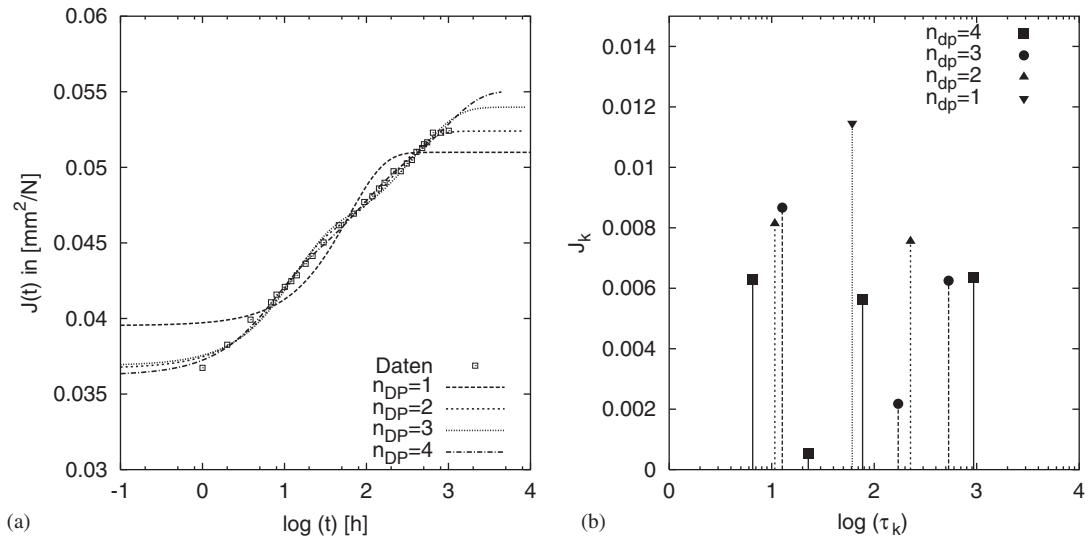 0.06
0.055
0.05
0.045
0.04
0.035
0.03
J(t) in [mm²/N]
Daten
n_DP=1
n_DP=2
n_DP=3
n_DP=4
-1 0 1 2 3 4
log (t) [h]
(a)
0.014
0.012
0.01
0.008
0.006
0.004
0.002
0
J_k
n_dp=4
n_dp=3
n_dp=2
n_dp=1
0 1 2 3 4
log (τ_k)
(b)